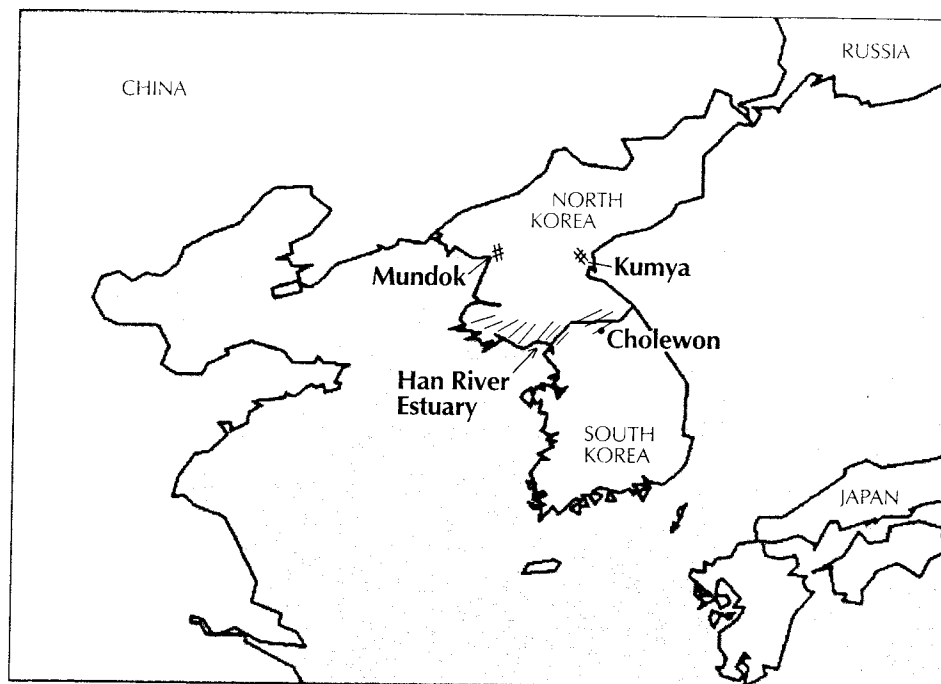 RUSSIA
CHINA
NORTH
KOREA
Mundok
Kumya
Cholewon
Han River
Estuary
SOUTH
KOREA
JAPAN